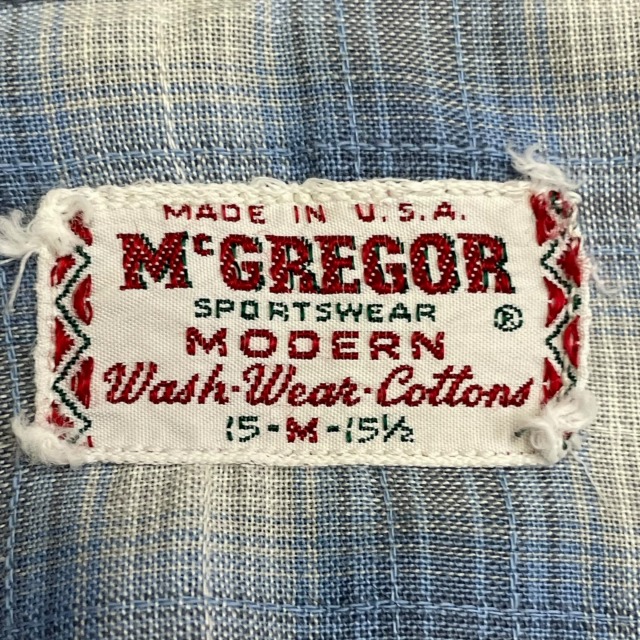 MADE IN U.S.A.
McGREGOR
SPORTSWEAR ®
MODERN
Wash-Wear-Cottons
15-M-15½